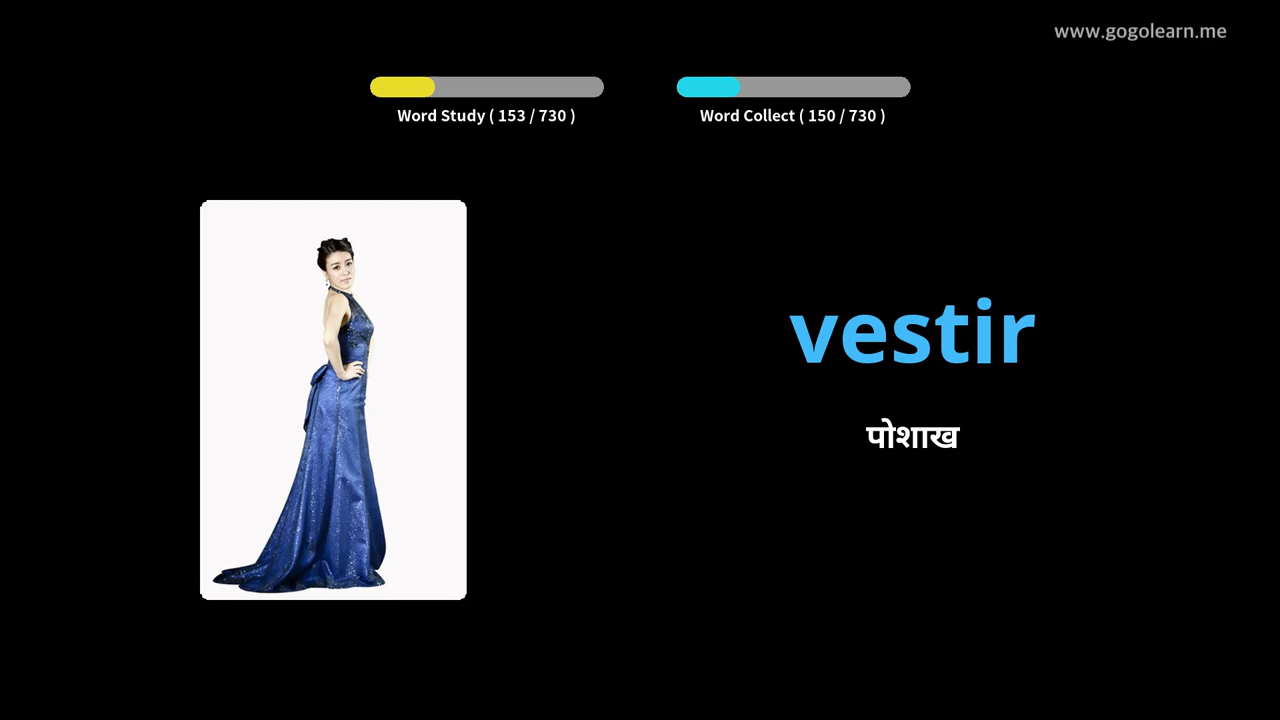 www.gogolearn.me
Word Study ( 153 / 730 )
Word Collect ( 150 / 730 )
vestir
पोशाख